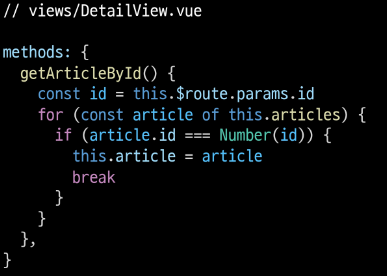 // views/DetailView.vue
methods: {
  getArticleById() {
    const id = this.$route.params.id
    for (const article of this.articles) {
      if (article.id === Number(id)) {
        this.article = article
        break
      }
    }
  },
}